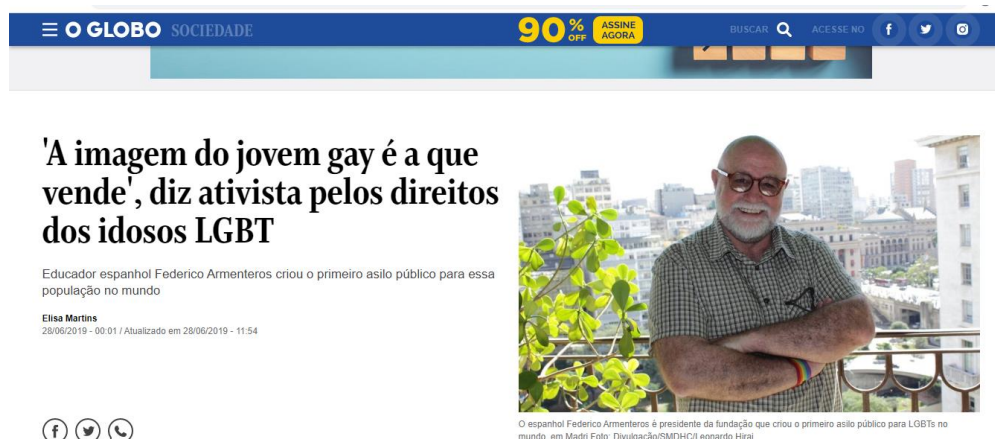 O GLOBO SOCIEDADE
90% OFF
ASSINE AGORA
BUSCAR
ACESSE NO
'A imagem do jovem gay é a que
vende', diz ativista pelos direitos
dos idosos LGBT
Educador espanhol Federico Armenteros criou o primeiro asilo público para essa
população no mundo
Elisa Martins
28/06/2019 - 00:01 / Atualizado em 28/06/2019 - 11:54
O espanhol Federico Armenteros é presidente da fundação que criou o primeiro asilo público para LGBTs no
mundo, em Madri Foto: Divulgação/SMDHC/Leonardo Hirai